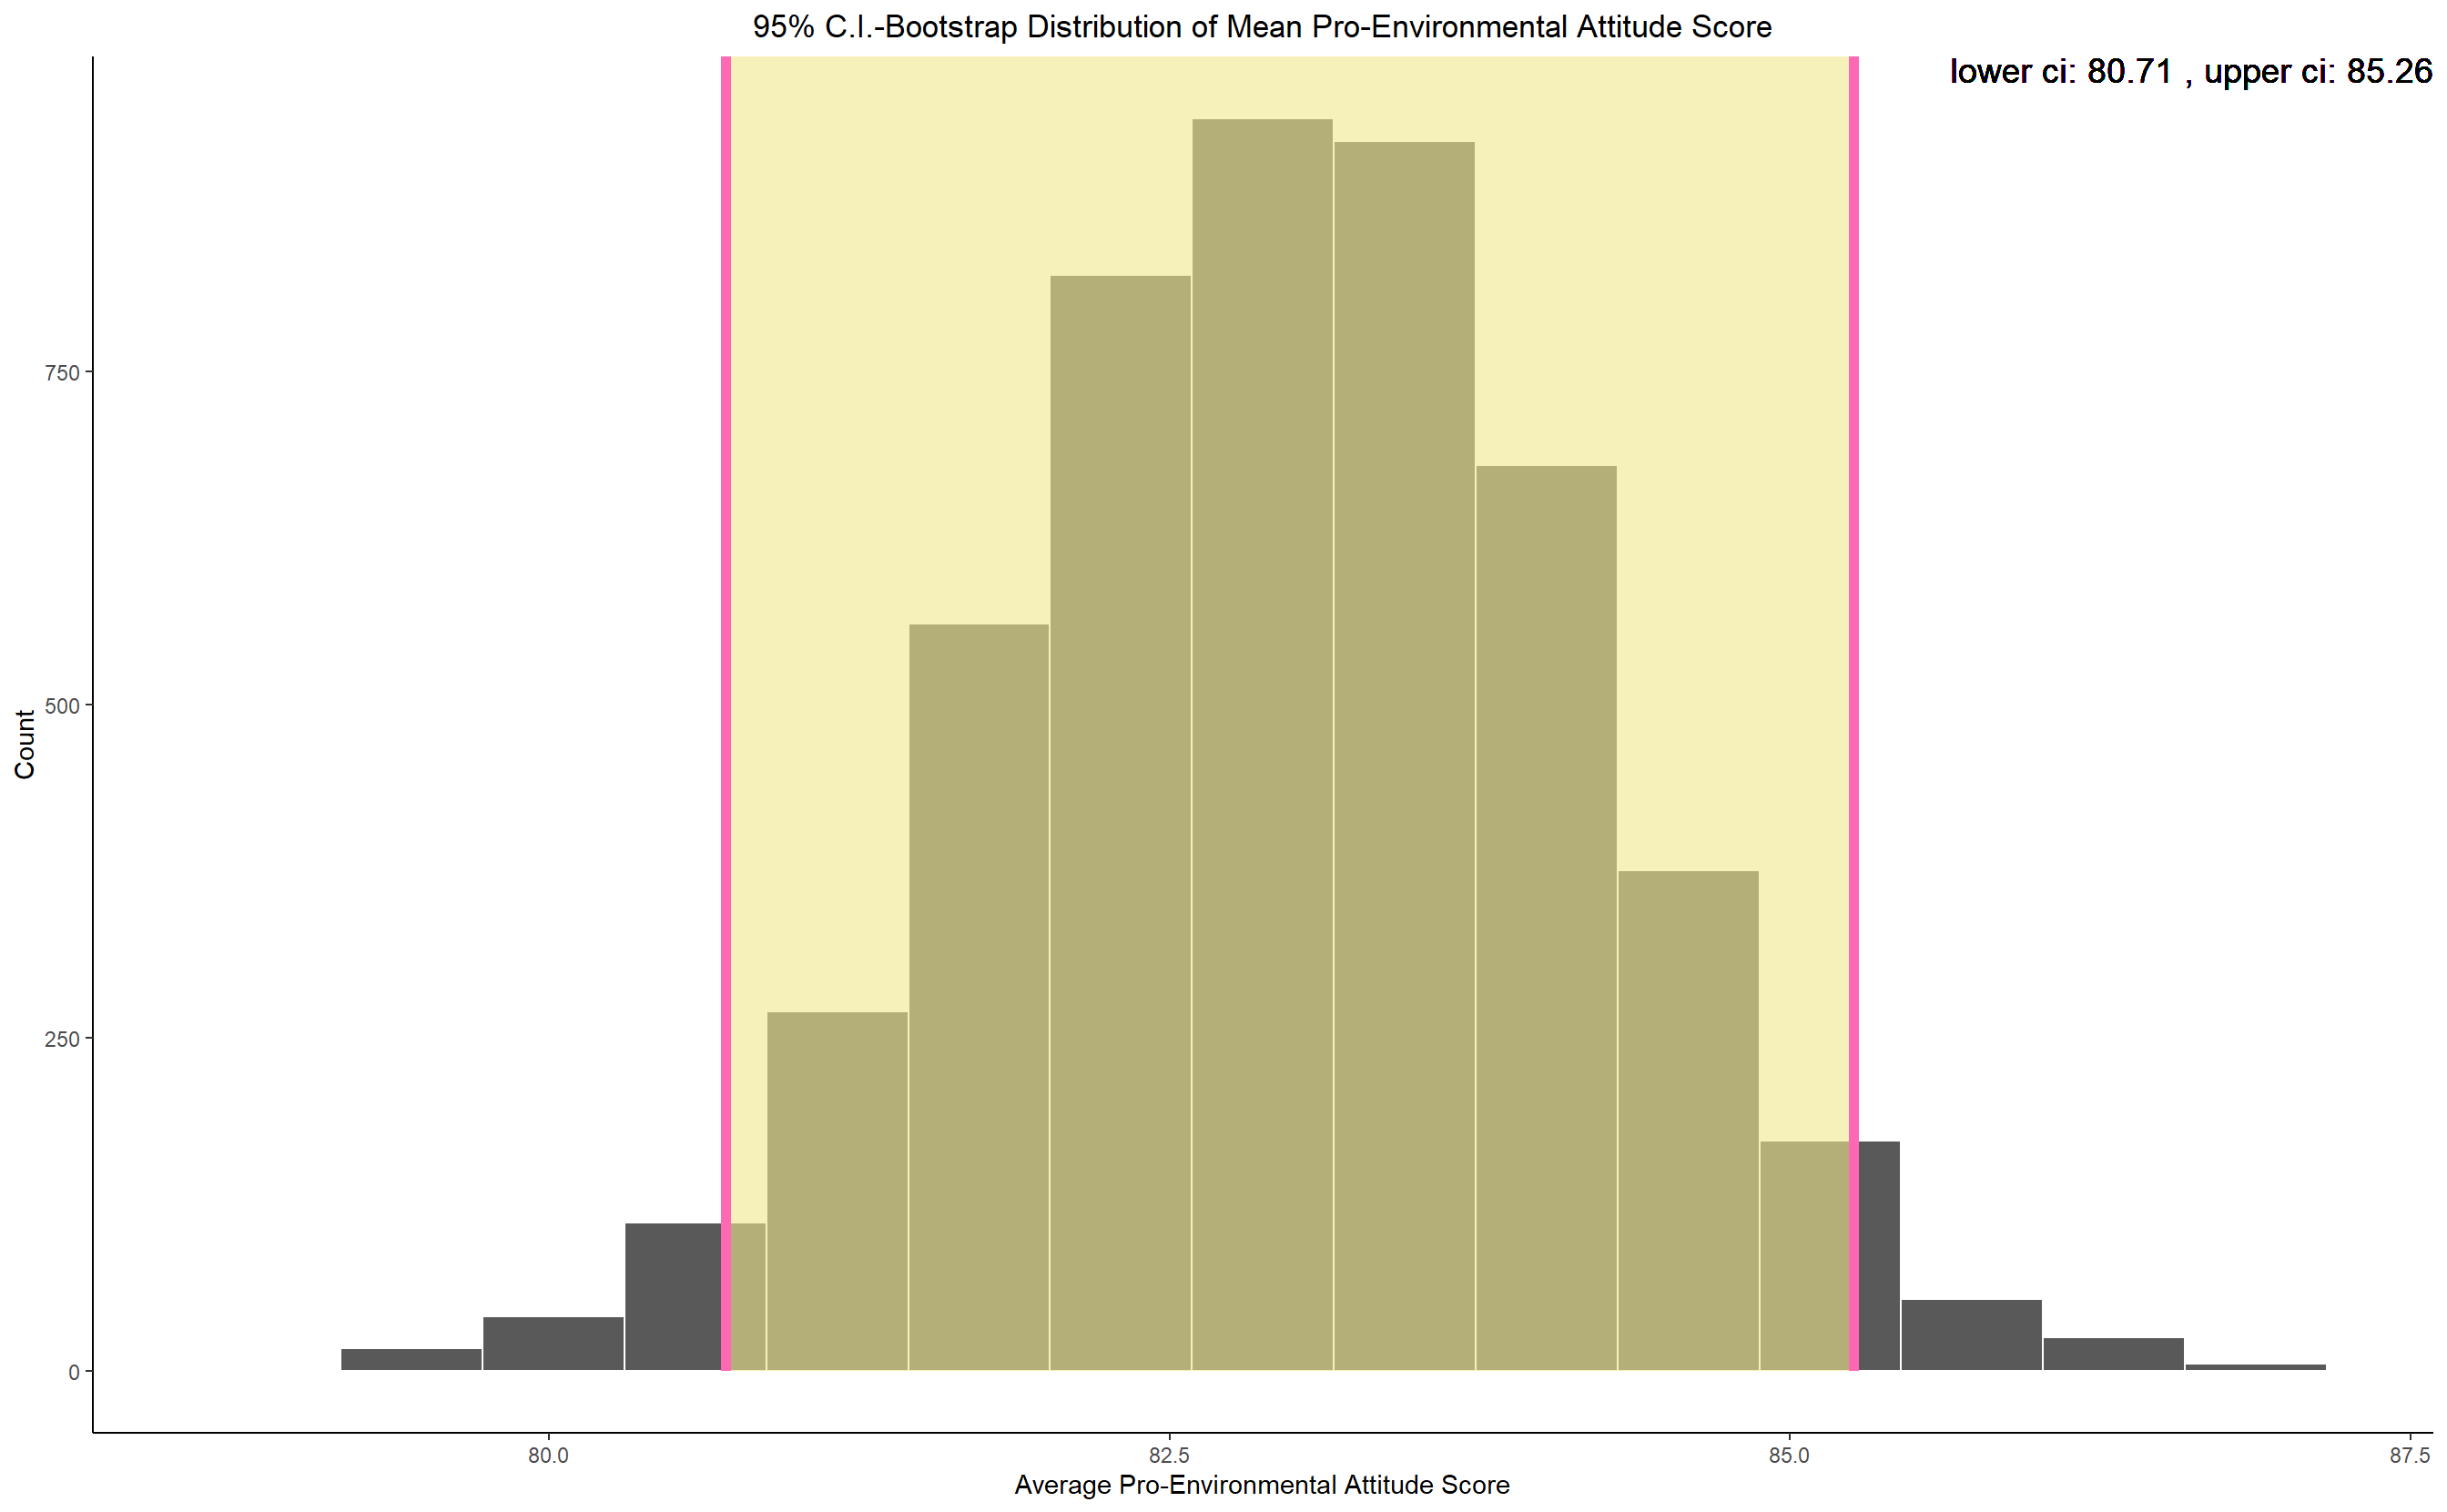 95% C.I.-Bootstrap Distribution of Mean Pro-Environmental Attitude Score
lower ci: 80.71 , upper ci: 85.26
750
500
250
0
Count
80.0
82.5
85.0
87.5
Average Pro-Environmental Attitude Score